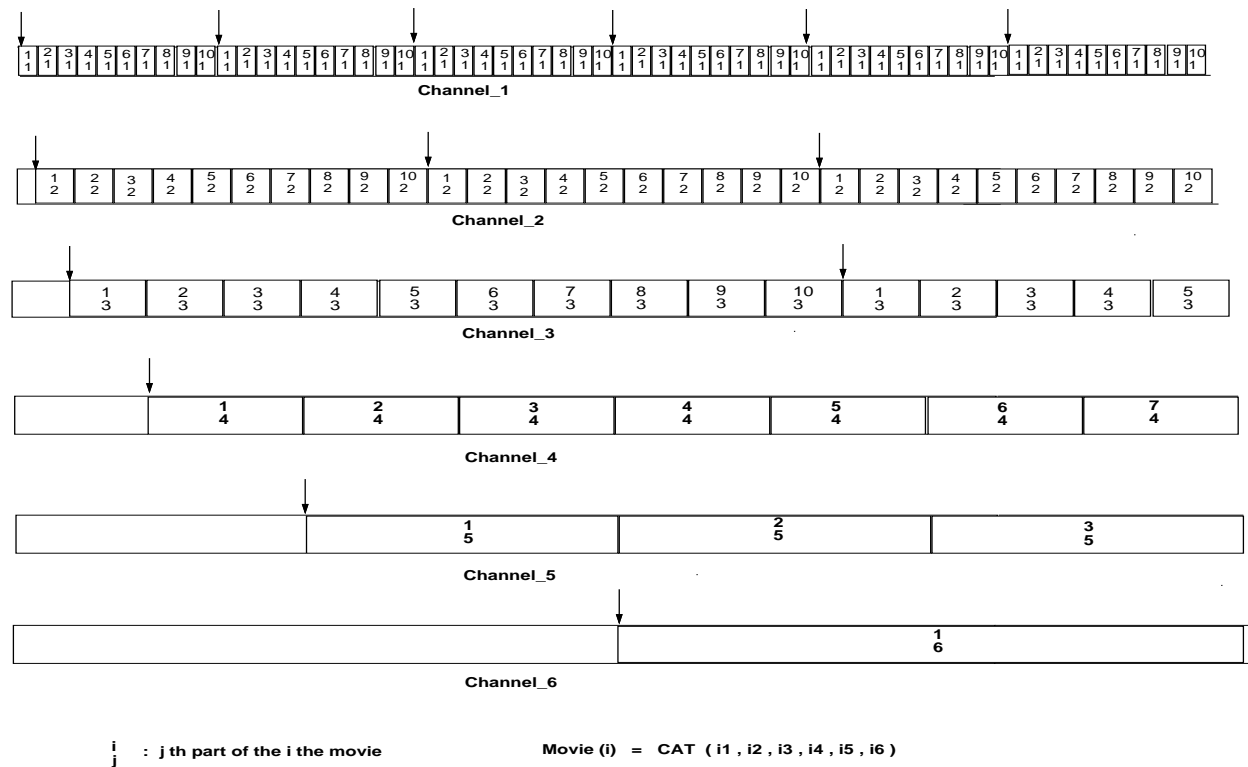 1 2 3 4 5 6 7 8 9 10 1 2 3 4 5 6 7 8 9 10 1 2 3 4 5 6 7 8 9 10 1 2 3 4 5 6 7 8 9 10 1 2 3 4 5 6 7 8 9 10 1 2 3 4 5 6 7 8 9 10
1 1 1 1 1 1 1 1 1 1 1 1 1 1 1 1 1 1 1 1 1 1 1 1 1 1 1 1 1 1 1 1 1 1 1 1 1 1 1 1 1 1 1 1 1 1 1 1 1 1 1 1 1 1 1 1 1 1 1 1
Channel_1
1 2 3 4 5 6 7 8 9 10 1 2 3 4 5 6 7 8 9 10 1 2 3 4 5 6 7 8 9 10
2 2 2 2 2 2 2 2 2 2 2 2 2 2 2 2 2 2 2 2 2 2 2 2 2 2 2 2 2 2
Channel_2
1 2 3 4 5 6 7 8 9 10 1 2 3 4 5
3 3 3 3 3 3 3 3 3 3 3 3 3 3 3
Channel_3
1 2 3 4 5 6 7
4 4 4 4 4 4 4
Channel_4
1 2 3
5 5 5
Channel_5
1
6
Channel_6
i
j : j th part of the i the movie Movie (i) = CAT ( i1 , i2 , i3 , i4 , i5 , i6 )